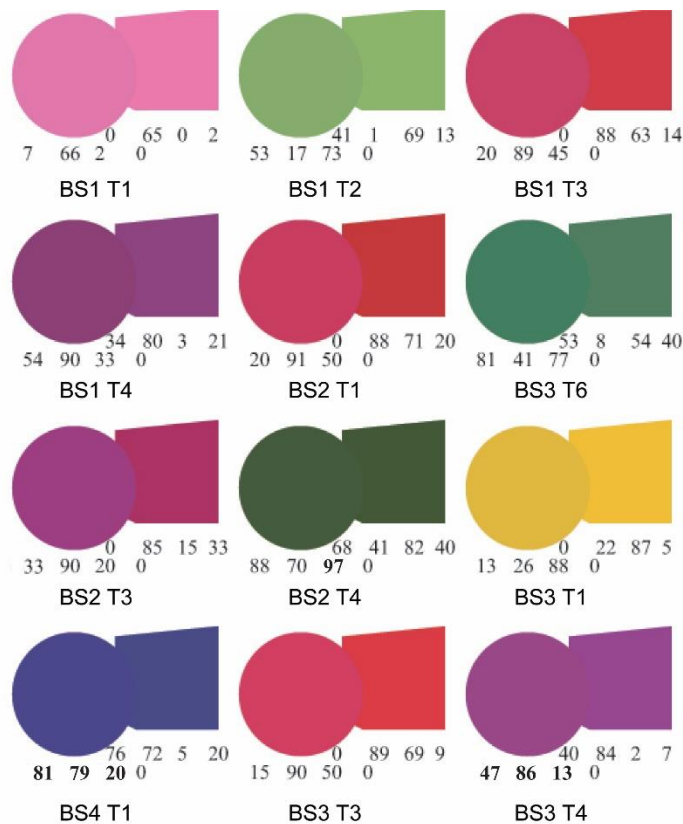 0 65 0 2
7 66 2 0
BS1 T1
41 1 69 13
53 17 73 0
BS1 T2
0 88 63 14
20 89 45 0
BS1 T3
34 80 3 21
54 90 33 0
BS1 T4
0 88 71 20
20 91 50 0
BS2 T1
53 8 54 40
81 41 77 0
BS3 T6
0 85 15 33
33 90 20 0
BS2 T3
68 41 82 40
88 70 97 0
BS2 T4
0 22 87 5
13 26 88 0
BS3 T1
76 72 5 20
81 79 20 0
BS4 T1
0 89 69 9
15 90 50 0
BS3 T3
40 84 2 7
47 86 13 0
BS3 T4